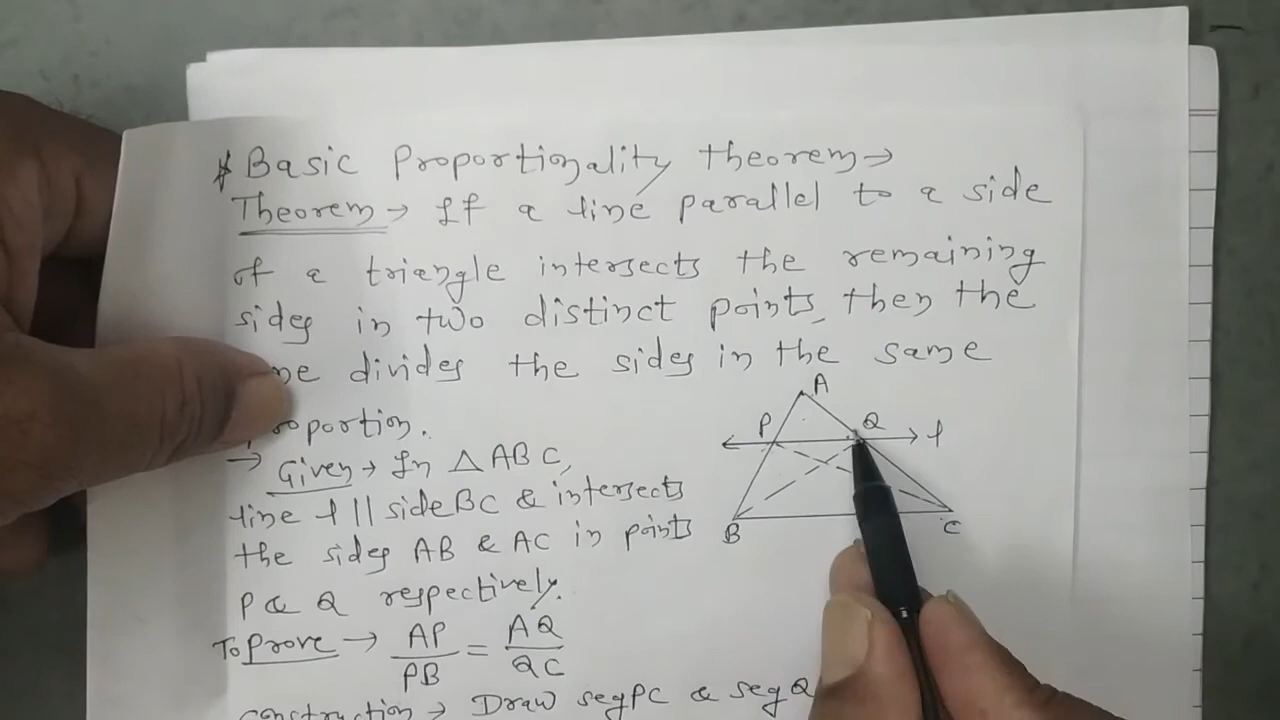 * Basic Proportionality theorem→
Theorem→ If a line parallel to a side
of a triangle intersects the remaining
sides in two distinct points, then the
divides the sides in the same
proportion.
→ Given→ In △ABC,
line l || side BC & intersects
the sides AB & AC in points
P & Q respectively.
To prove → AP/PB = AQ/QC
construction → Draw seg PC & seg
A
P
Q
l
B
C